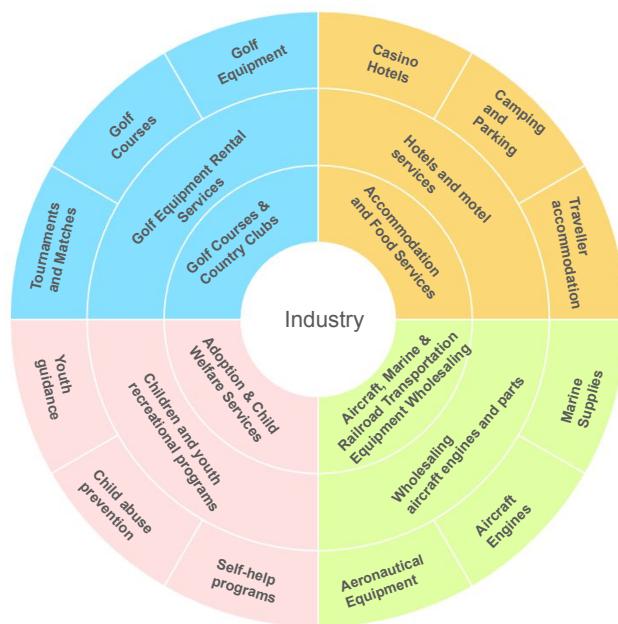 Golf
Equipment
Casino
Hotels
Golf
Courses
Camping
and
Parking
Golf Equipment Rental
Services
Hotels and motel
services
Tournaments
and Matches
Golf Courses &
Country Clubs
Accommodation
and Food Services
Traveller
accommodation
Industry
Youth
guidance
Children and youth
recreational programs
Adoption & Child
Welfare Services
Aircraft, Marine &
Railroad Transportation
Equipment Wholesaling
Wholesaling
aircraft engines and parts
Marine
Supplies
Child abuse
prevention
Aircraft
Engines
Self-help
programs
Aeronautical
Equipment